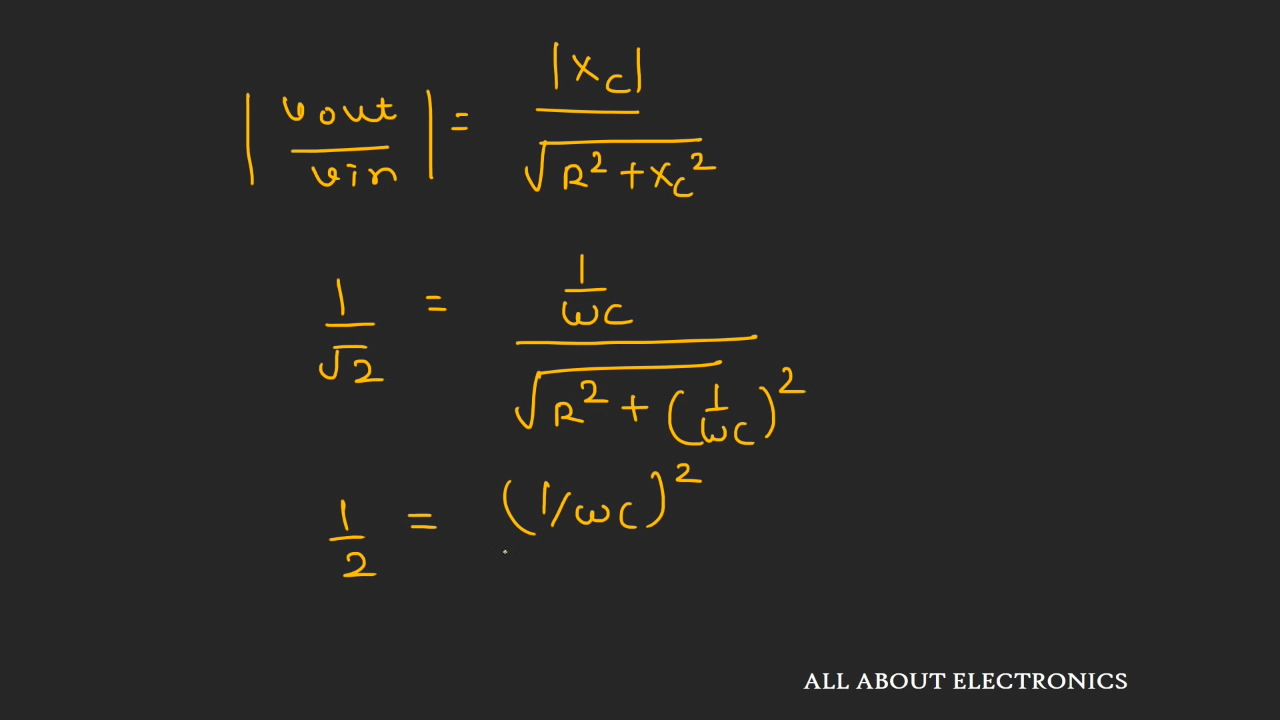 |vout/vin| = |Xc|/√(R² + Xc²)
1/√2 = (1/ωC)/√(R² + (1/ωC)²)
1/2 = (1/ωC)²
ALL ABOUT ELECTRONICS